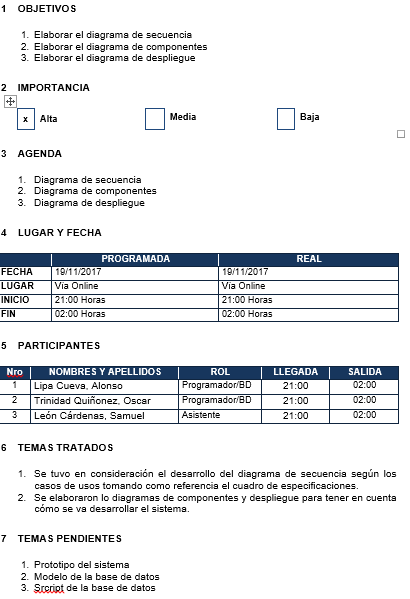 1 OBJETIVOS
1. Elaborar el diagrama de secuencia
2. Elaborar el diagrama de componentes
3. Elaborar el diagrama de despliegue
2 IMPORTANCIA
x Alta Media Baja
3 AGENDA
1. Diagrama de secuencia
2. Diagrama de componentes
3. Diagrama de despliegue
4 LUGAR Y FECHA
PROGRAMADA REAL
FECHA 19/11/2017 19/11/2017
LUGAR Vía Online Vía Online
INICIO 21:00 Horas 21:00 Horas
FIN 02:00 Horas 02:00 Horas
5 PARTICIPANTES
Nro NOMBRES Y APELLIDOS ROL LLEGADA SALIDA
1 Lipa Cueva, Alonso Programador/BD 21:00 02:00
2 Trinidad Quiñonez, Oscar Programador/BD 21:00 02:00
3 León Cárdenas, Samuel Asistente 21:00 02:00
6 TEMAS TRATADOS
1. Se tuvo en consideración el desarrollo del diagrama de secuencia según los
casos de usos tomando como referencia el cuadro de especificaciones.
2. Se elaboraron lo diagramas de componentes y despliegue para tener en cuenta
cómo se va desarrollar el sistema.
7 TEMAS PENDIENTES
1. Prototipo del sistema
2. Modelo de la base de datos
3. Srcript de la base de datos